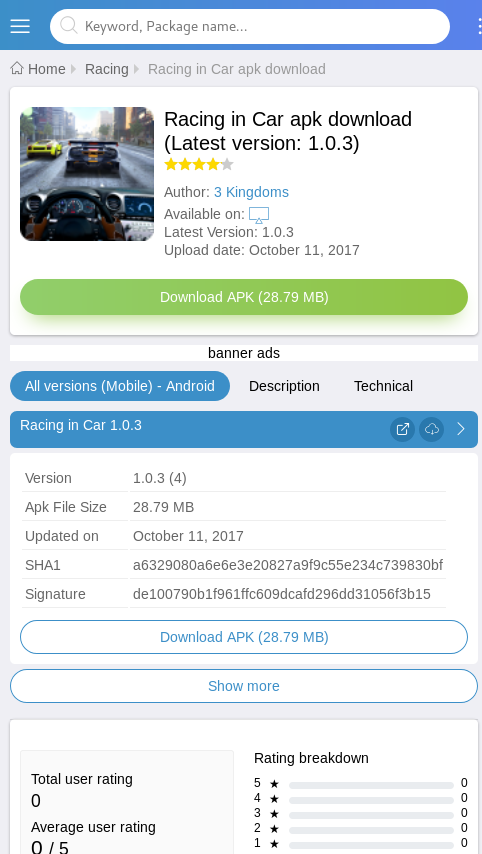 Keyword, Package name...
Home Racing Racing in Car apk download
Racing in Car apk download
(Latest version: 1.0.3)
Author: 3 Kingdoms
Available on:
Latest Version: 1.0.3
Upload date: October 11, 2017
Download APK (28.79 MB)
banner ads
All versions (Mobile) - Android Description Technical
Racing in Car 1.0.3
Version 1.0.3 (4)
Apk File Size 28.79 MB
Updated on October 11, 2017
SHA1 a6329080a6e6e3e20827a9f9c55e234c739830bf
Signature de100790b1f961ffc609dcafd296dd31056f3b15
Download APK (28.79 MB)
Show more
Total user rating
0
Average user rating
0 / 5
Rating breakdown
5 ★ 0
4 ★ 0
3 ★ 0
2 ★ 0
1 ★ 0